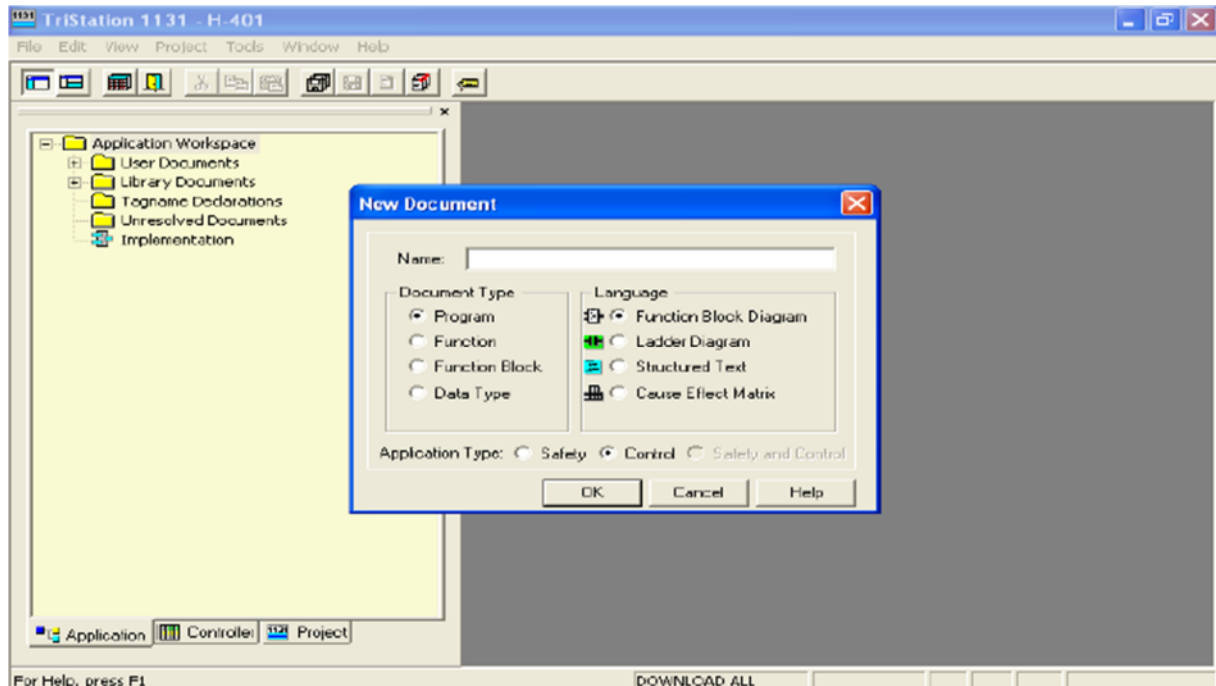 1131 TriStation 1131 - H-401
File Edit View Project Tools Window Help
Application Workspace
User Documents
Library Documents
Tagname Declarations
Unresolved Documents
Implementation
New Document
Name:
Document Type
Program
Function
Function Block
Data Type
Language
Function Block Diagram
Ladder Diagram
Structured Text
Cause Effect Matrix
Application Type: Safety Control Safety and Control
OK Cancel Help
Application Controller 1131 Project
For Help, press F1 DOWNLOAD ALL